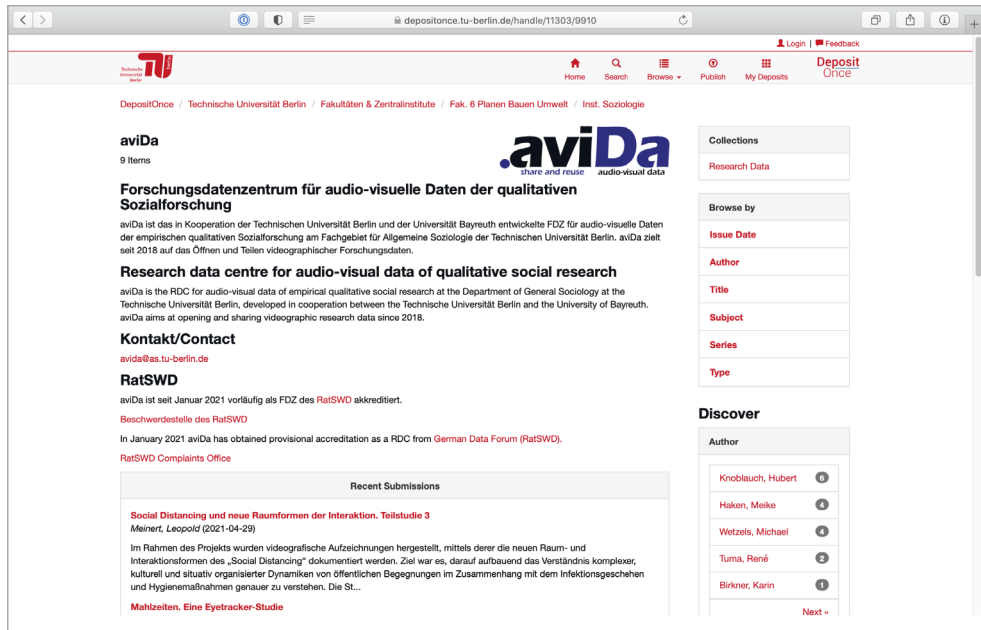 depositonce.tu-berlin.de/handle/11303/9910
Login | Feedback
Technische
Universität
Berlin
Home
Search
Browse
Publish
My Deposits
Deposit
Once
DepositOnce / Technische Universität Berlin / Fakultäten & Zentralinstitute / Fak. 6 Planen Bauen Umwelt / Inst. Soziologie
aviDa
9 Items
.aviDa
share and reuse audio-visual data
Forschungsdatenzentrum für audio-visuelle Daten der qualitativen
Sozialforschung
aviDa ist das in Kooperation der Technischen Universität Berlin und der Universität Bayreuth entwickelte FDZ für audio-visuelle Daten
der empirischen qualitativen Sozialforschung am Fachgebiet für Allgemeine Soziologie der Technischen Universität Berlin. aviDa zielt
seit 2018 auf das Öffnen und Teilen videographischer Forschungsdaten.
Research data centre for audio-visual data of qualitative social research
aviDa is the RDC for audio-visual data of empirical qualitative social research at the Department of General Sociology at the
Technische Universität Berlin, developed in cooperation between the Technische Universität Berlin and the University of Bayreuth.
aviDa aims at opening and sharing videographic research data since 2018.
Kontakt/Contact
avida@as.tu-berlin.de
RatSWD
aviDa ist seit Januar 2021 vorläufig als FDZ des RatSWD akkreditiert.
Beschwerdestelle des RatSWD
In January 2021 aviDa has obtained provisional accreditation as a RDC from German Data Forum (RatSWD).
RatSWD Complaints Office
Recent Submissions
Social Distancing und neue Raumformen der Interaktion. Teilstudie 3
Meinert, Leopold (2021-04-29)
Im Rahmen des Projekts wurden videografische Aufzeichnungen hergestellt, mittels derer die neuen Raum- und
Interaktionsformen des „Social Distancing“ dokumentiert werden. Ziel war es, darauf aufbauend das Verständnis komplexer,
kulturell und situativ organisierter Dynamiken von öffentlichen Begegnungen im Zusammenhang mit dem Infektionsgeschehen
und Hygienemaßnahmen genauer zu verstehen. Die St...
Mahlzeiten. Eine Eyetracker-Studie
Collections
Research Data
Browse by
Issue Date
Author
Title
Subject
Series
Type
Discover
Author
Knoblauch, Hubert 6
Haken, Meike 4
Wetzels, Michael 4
Tuma, René 2
Birkner, Karin 1
Next »